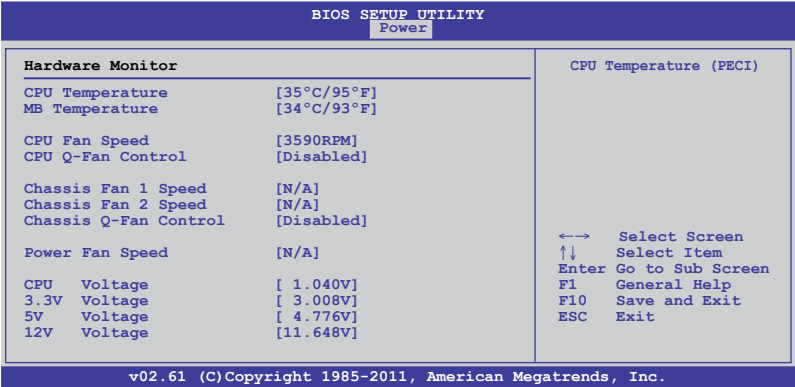 BIOS SETUP UTILITY
Power
Hardware Monitor
CPU Temperature [35°C/95°F]
MB Temperature [34°C/93°F]
CPU Fan Speed [3590RPM]
CPU Q-Fan Control [Disabled]
Chassis Fan 1 Speed [N/A]
Chassis Fan 2 Speed [N/A]
Chassis Q-Fan Control [Disabled]
Power Fan Speed [N/A]
CPU Voltage [ 1.040V]
3.3V Voltage [ 3.008V]
5V Voltage [ 4.776V]
12V Voltage [11.648V]
CPU Temperature (PECI)
←→ Select Screen
↑↓ Select Item
Enter Go to Sub Screen
F1 General Help
F10 Save and Exit
ESC Exit
v02.61 (C)Copyright 1985-2011, American Megatrends, Inc.